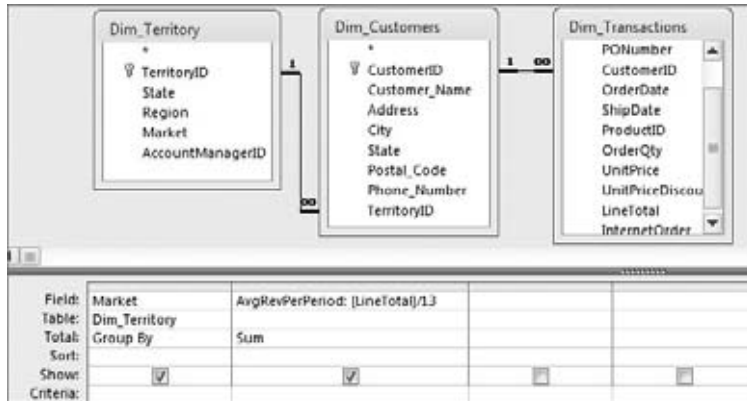 Dim_Territory
*
TerritoryID
State
Region
Market
AccountManagerID
1
00
Dim_Customers
*
CustomerID
Customer_Name
Address
City
State
Postal_Code
Phone_Number
TerritoryID
1
00
Dim_Transactions
PONumber
CustomerID
OrderDate
ShipDate
ProductID
OrderQty
UnitPrice
UnitPriceDiscou
LineTotal
InternetOrder
Field: Market AvgRevPerPeriod: [LineTotal]/13
Table: Dim_Territory
Total: Group By Sum
Sort:
Show:
Criteria: